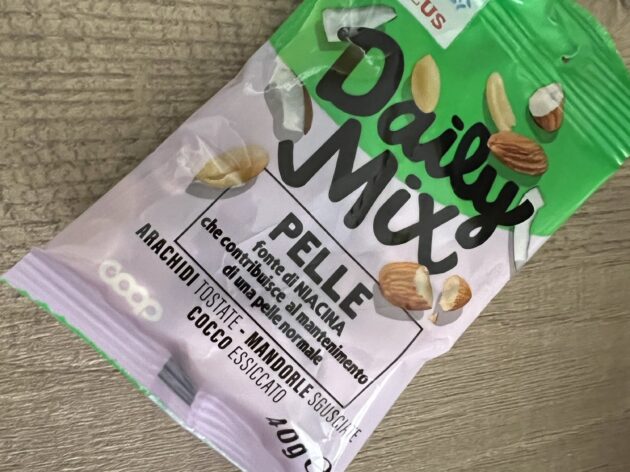 Daily
Mix
PELLE
fonte di NIACINA
che contribuisce al mantenimento
di una pelle normale
ARACHIDI TOSTATE - MANDORLE SGUSCIATE
COCCO ESSICCATO
coop
40g